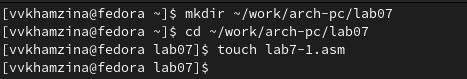 [vvkhamzina@fedora ~]$ mkdir ~/work/arch-pc/lab07
[vvkhamzina@fedora ~]$ cd ~/work/arch-pc/lab07
[vvkhamzina@fedora lab07]$ touch lab7-1.asm
[vvkhamzina@fedora lab07]$